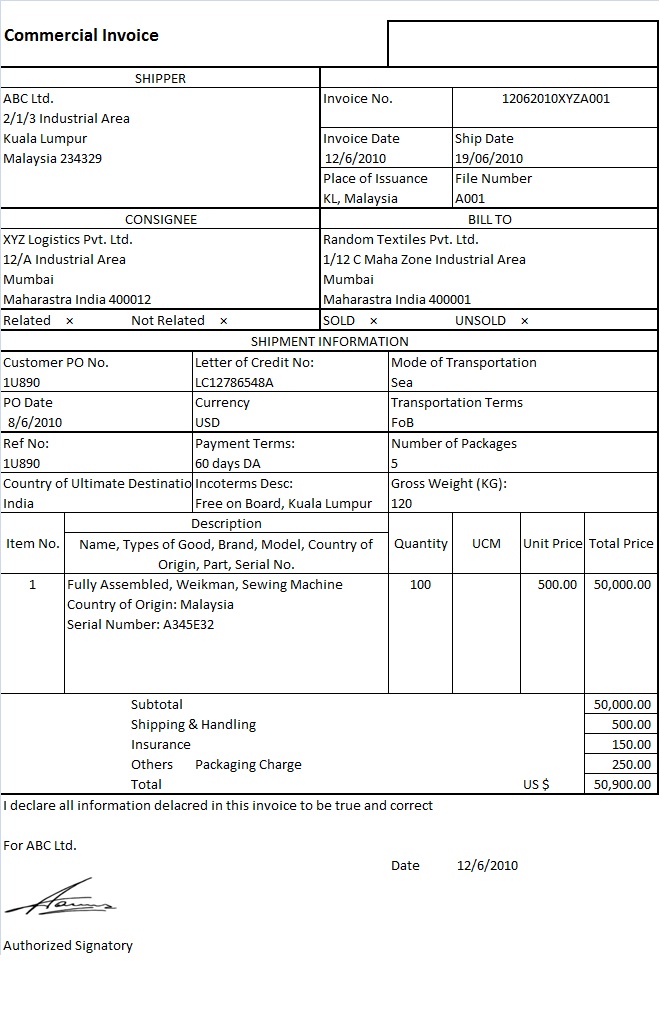 Commercial Invoice
SHIPPER
ABC Ltd.
2/1/3 Industrial Area
Kuala Lumpur
Malaysia 234329
Invoice No. 12062010XYZA001
Invoice Date Ship Date
12/6/2010 19/06/2010
Place of Issuance File Number
KL, Malaysia A001
CONSIGNEE BILL TO
XYZ Logistics Pvt. Ltd. Random Textiles Pvt. Ltd.
12/A Industrial Area 1/12 C Maha Zone Industrial Area
Mumbai Mumbai
Maharastra India 400012 Maharastra India 400001
Related × Not Related × SOLD × UNSOLD ×
SHIPMENT INFORMATION
Customer PO No. Letter of Credit No: Mode of Transportation
1U890 LC12786548A Sea
PO Date Currency Transportation Terms
8/6/2010 USD FoB
Ref No: Payment Terms: Number of Packages
1U890 60 days DA 5
Country of Ultimate Destinatio Incoterms Desc: Gross Weight (KG):
India Free on Board, Kuala Lumpur 120
Description
Item No. Name, Types of Good, Brand, Model, Country of Quantity UCM Unit Price Total Price
Origin, Part, Serial No.
1 Fully Assembled, Weikman, Sewing Machine 100 500.00 50,000.00
Country of Origin: Malaysia
Serial Number: A345E32
Subtotal 50,000.00
Shipping & Handling 500.00
Insurance 150.00
Others Packaging Charge 250.00
Total US $ 50,900.00
I declare all information delacred in this invoice to be true and correct
For ABC Ltd.
Date 12/6/2010
Authorized Signatory